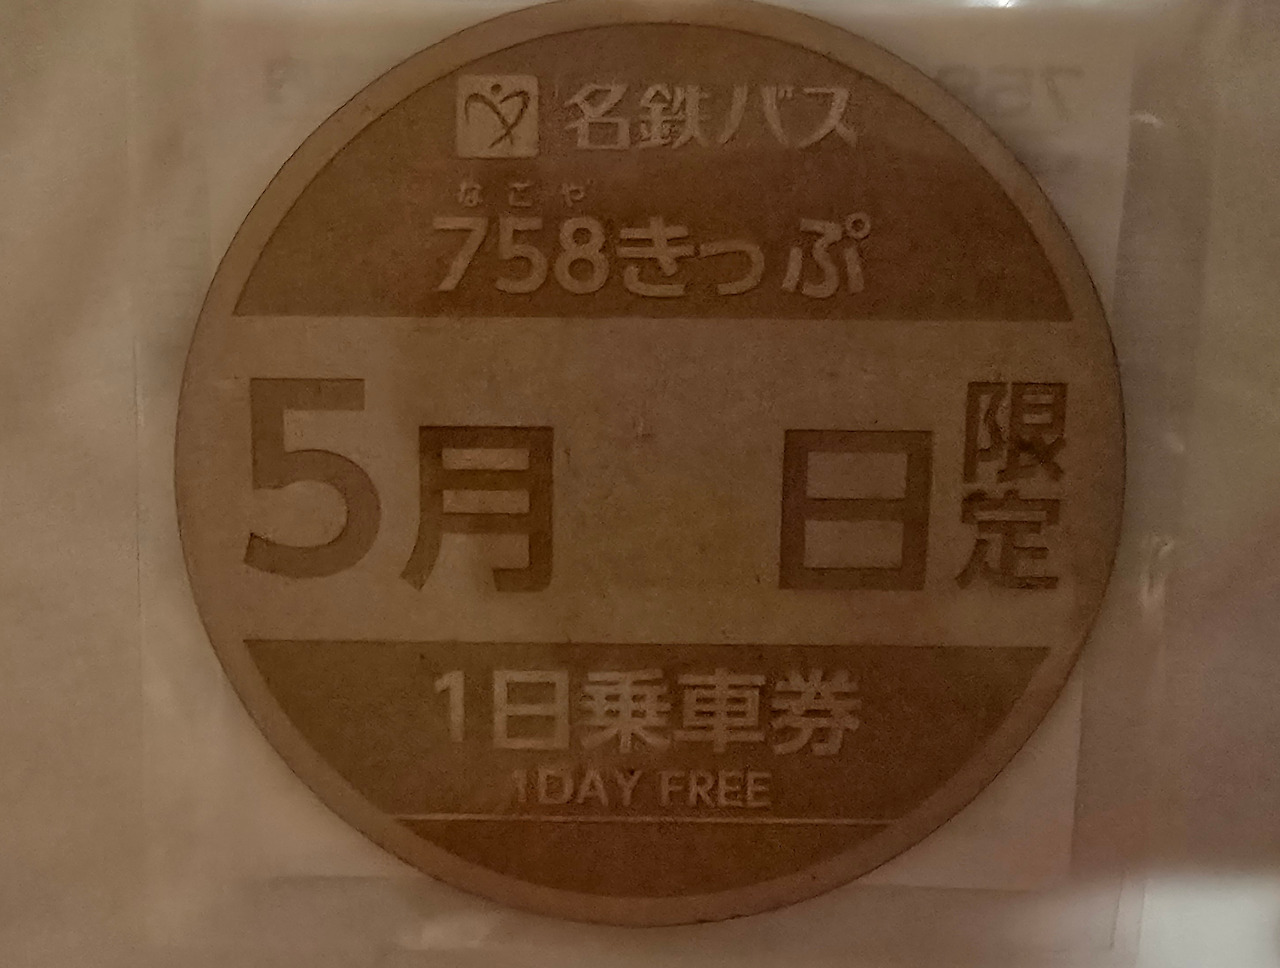 名鉄バス
なごや
758きっぷ
5月 日 限定
1日乗車券
1DAY FREE